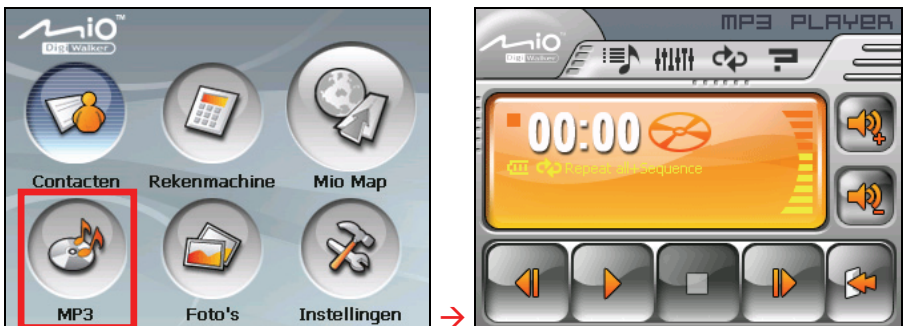 Mio
DigiWalker
Contacten
Rekenmachine
Mio Map
MP3
Foto's
Instellingen
→
MP3 PLAYER
Mio
DigiWalker
00:00
Repeat all+Sequence